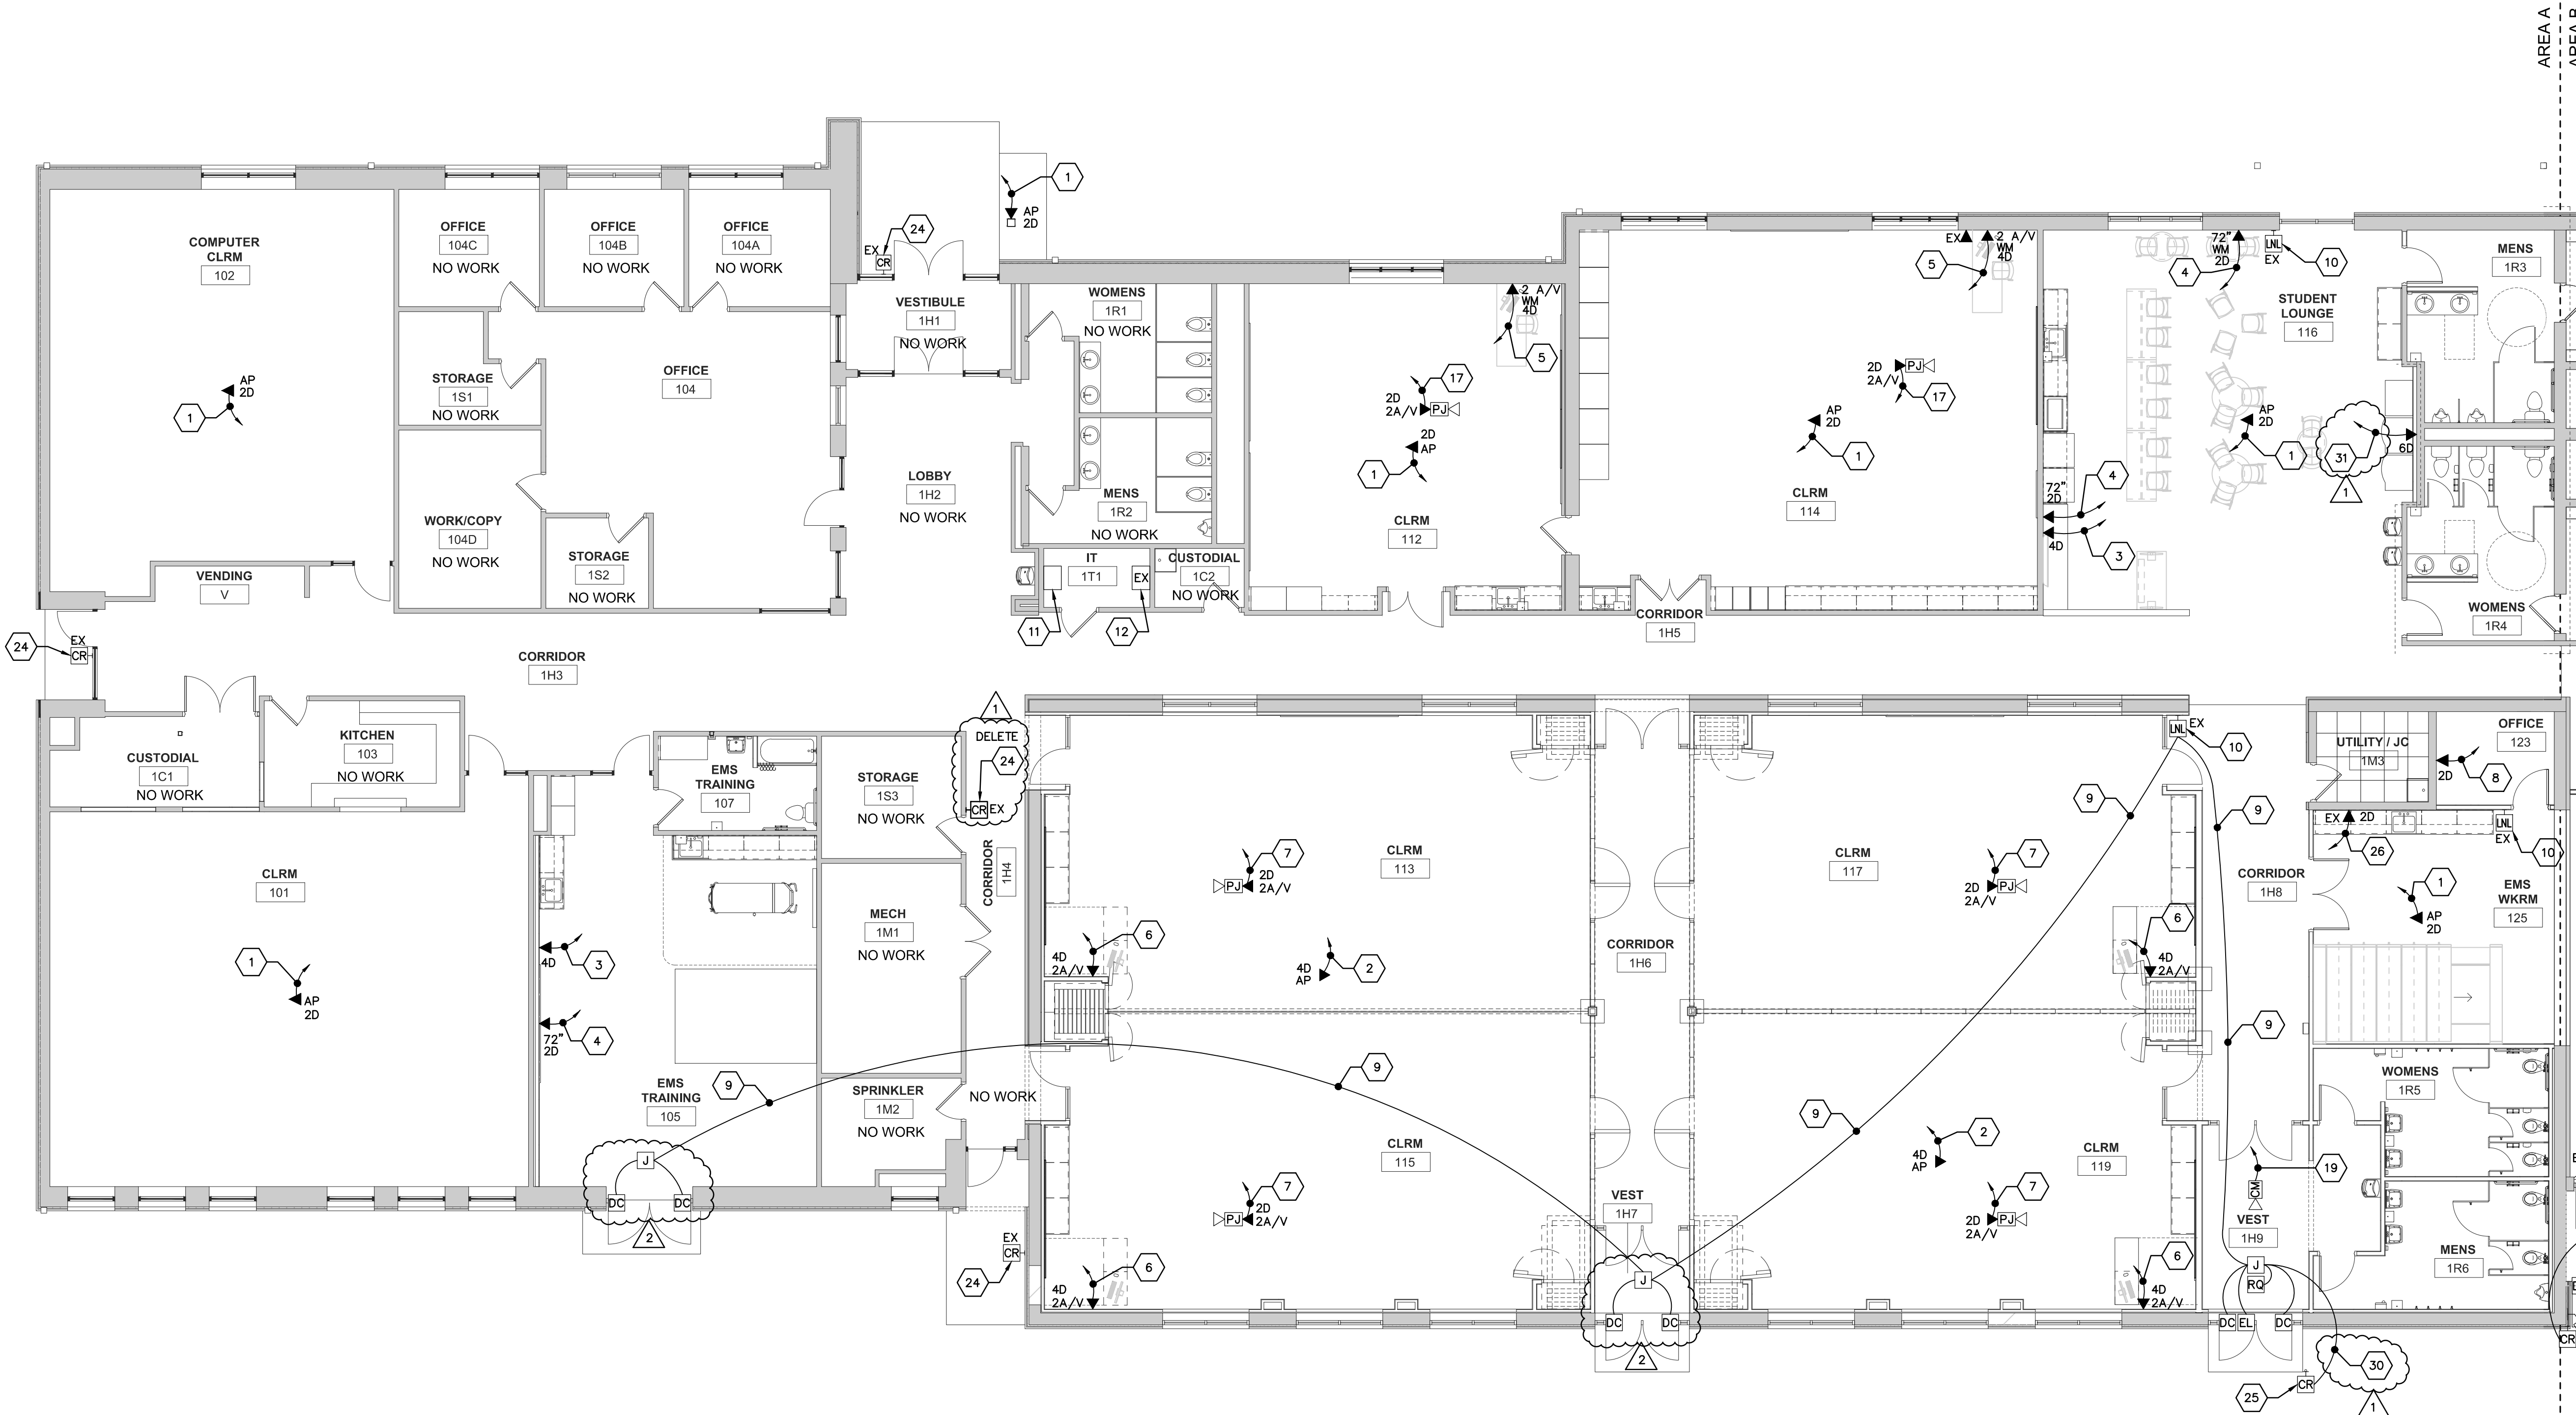 AREA A
AREA B
1
AP
2D
24
EX
CR
COMPUTER
CLRM
102
OFFICE
104C
NO WORK
OFFICE
104B
NO WORK
OFFICE
104A
NO WORK
VESTIBULE
1H1
NO WORK
WOMENS
1R1
NO WORK
2 A/V
WM
4D
5
EX
2 A/V
WM
4D
5
72"
WM
2D
4
LNL
EX
10
MENS
1R3
STUDENT
LOUNGE
116
STORAGE
1S1
NO WORK
OFFICE
104
AP
2D
1
17
2D
2A/V
PJ
2D
AP
1
2D
2A/V
PJ
17
AP
2D
1
AP
2D
1
31
6D
1
LOBBY
1H2
NO WORK
MENS
1R2
NO WORK
CLRM
112
CLRM
114
72"
2D
4
4D
3
WORK/COPY
104D
NO WORK
STORAGE
1S2
NO WORK
VENDING
V
IT
1T1
EX
CUSTODIAL
1C2
NO WORK
11
12
CORRIDOR
1H5
WOMENS
1R4
24
EX
CR
CORRIDOR
1H3
1
DELETE
24
CR
EX
CUSTODIAL
1C1
NO WORK
KITCHEN
103
NO WORK
EMS
TRAINING
107
STORAGE
1S3
NO WORK
CORRIDOR
1H4
LNL
EX
10
UTILITY / JC
1M3
OFFICE
123
2D
8
9
9
EX
2D
26
LNL
EX
10
CLRM
101
CLRM
113
7
2D
2A/V
PJ
CLRM
117
7
2D
2A/V
PJ
CORRIDOR
1H8
EMS
WKRM
125
1
AP
2D
MECH
1M1
NO WORK
4D
3
6
4D
2A/V
4D
AP
2
CORRIDOR
1H6
6
4D
2A/V
1
AP
2D
72"
2D
4
9
EMS
TRAINING
105
9
SPRINKLER
1M2
NO WORK
NO WORK
9
9
WOMENS
1R5
CLRM
115
4D
AP
2
CLRM
119
J
DC
DC
2
7
2D
2A/V
PJ
VEST
1H7
7
2D
2A/V
PJ
19
CM
VEST
1H9
MENS
1R6
EX
CR
24
6
4D
2A/V
J
DC
DC
2
6
4D
2A/V
J
RQ
DC
EL
DC
30
1
25
CR
CR